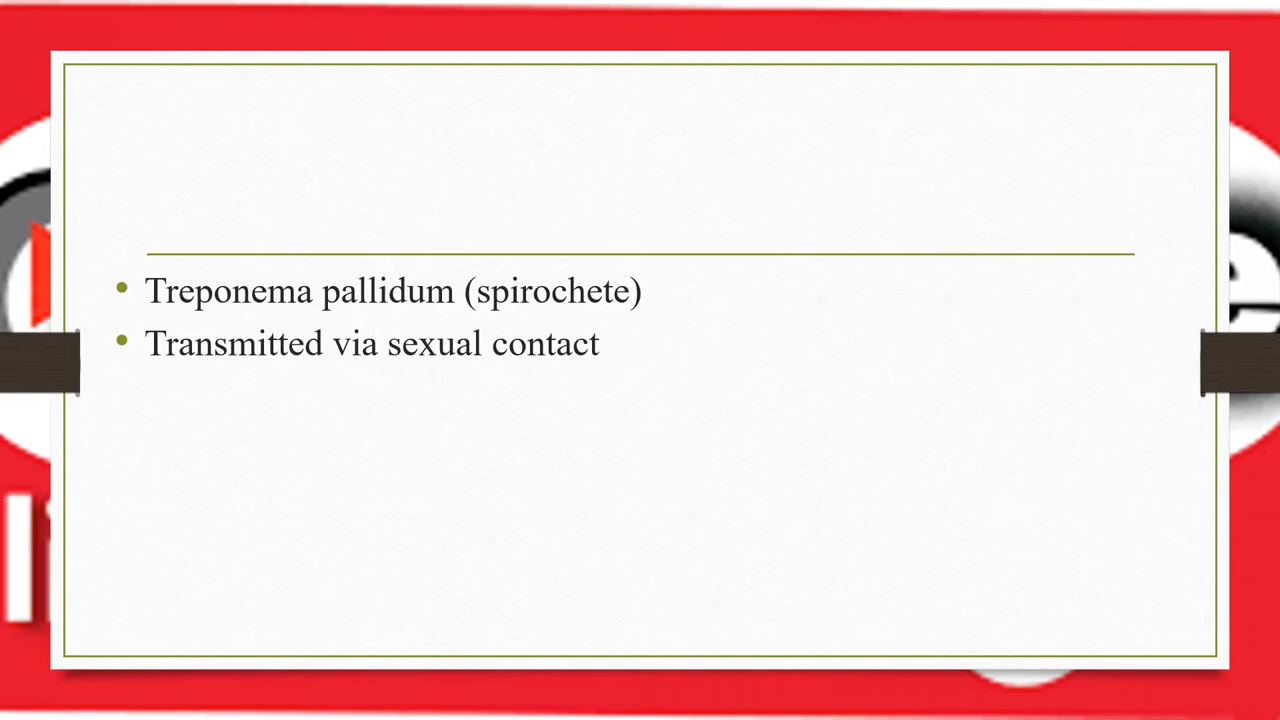 • Treponema pallidum (spirochete)
• Transmitted via sexual contact